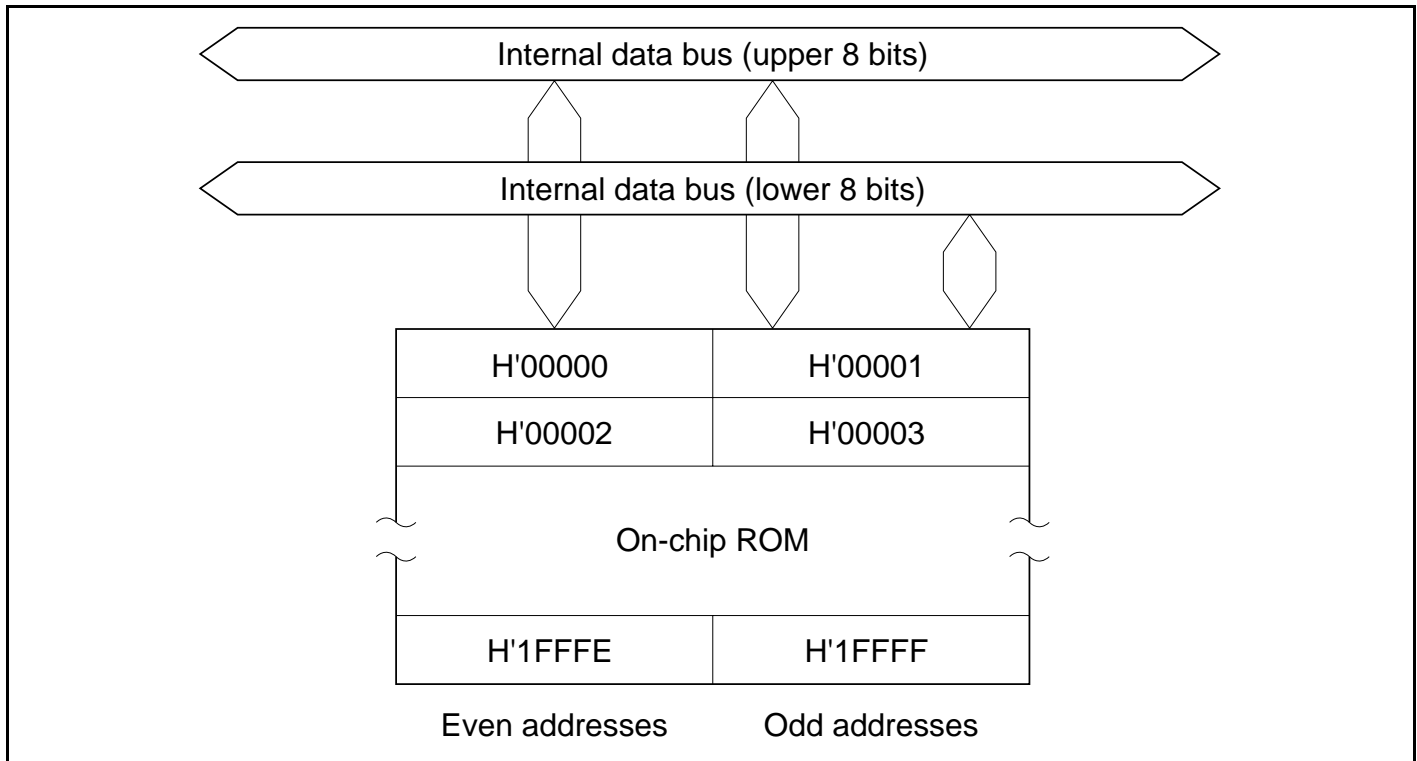 Internal data bus (upper 8 bits)
Internal data bus (lower 8 bits)
H'00000 H'00001
H'00002 H'00003
On-chip ROM
H'1FFFE H'1FFFF
Even addresses Odd addresses